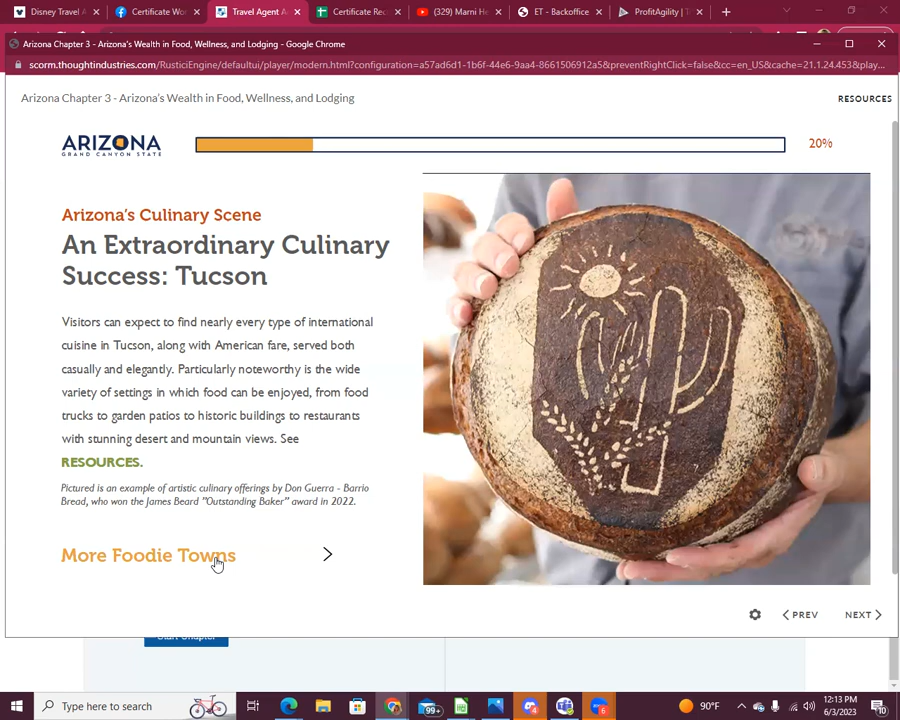 Disney Travel A
Certificate Wo
Travel Agent A
Certificate Rec
(329) Marni He
ET - Backoffice
ProfitAgility | T
Arizona Chapter 3 - Arizona's Wealth in Food, Wellness, and Lodging - Google Chrome
scorm.thoughtindustries.com/RusticiEngine/defaultui/player/modern.html?configuration=a57ad6d1-1b6f-44e6-9aa4-8661506912a5&preventRightClick=false&cc=en_US&cache=21.1.24.453&play...
Arizona Chapter 3 - Arizona's Wealth in Food, Wellness, and Lodging
RESOURCES
ARIZONA
GRAND CANYON STATE
20%
Arizona's Culinary Scene
An Extraordinary Culinary
Success: Tucson
Visitors can expect to find nearly every type of international
cuisine in Tucson, along with American fare, served both
casually and elegantly. Particularly noteworthy is the wide
variety of settings in which food can be enjoyed, from food
trucks to garden patios to historic buildings to restaurants
with stunning desert and mountain views. See
RESOURCES.
Pictured is an example of artistic culinary offerings by Don Guerra - Barrio
Bread, who won the James Beard "Outstanding Baker" award in 2022.
More Foodie Towns
PREV
NEXT
Start Chapter
Type here to search
99+
4
6
90°F
12:13 PM
6/3/2023
10